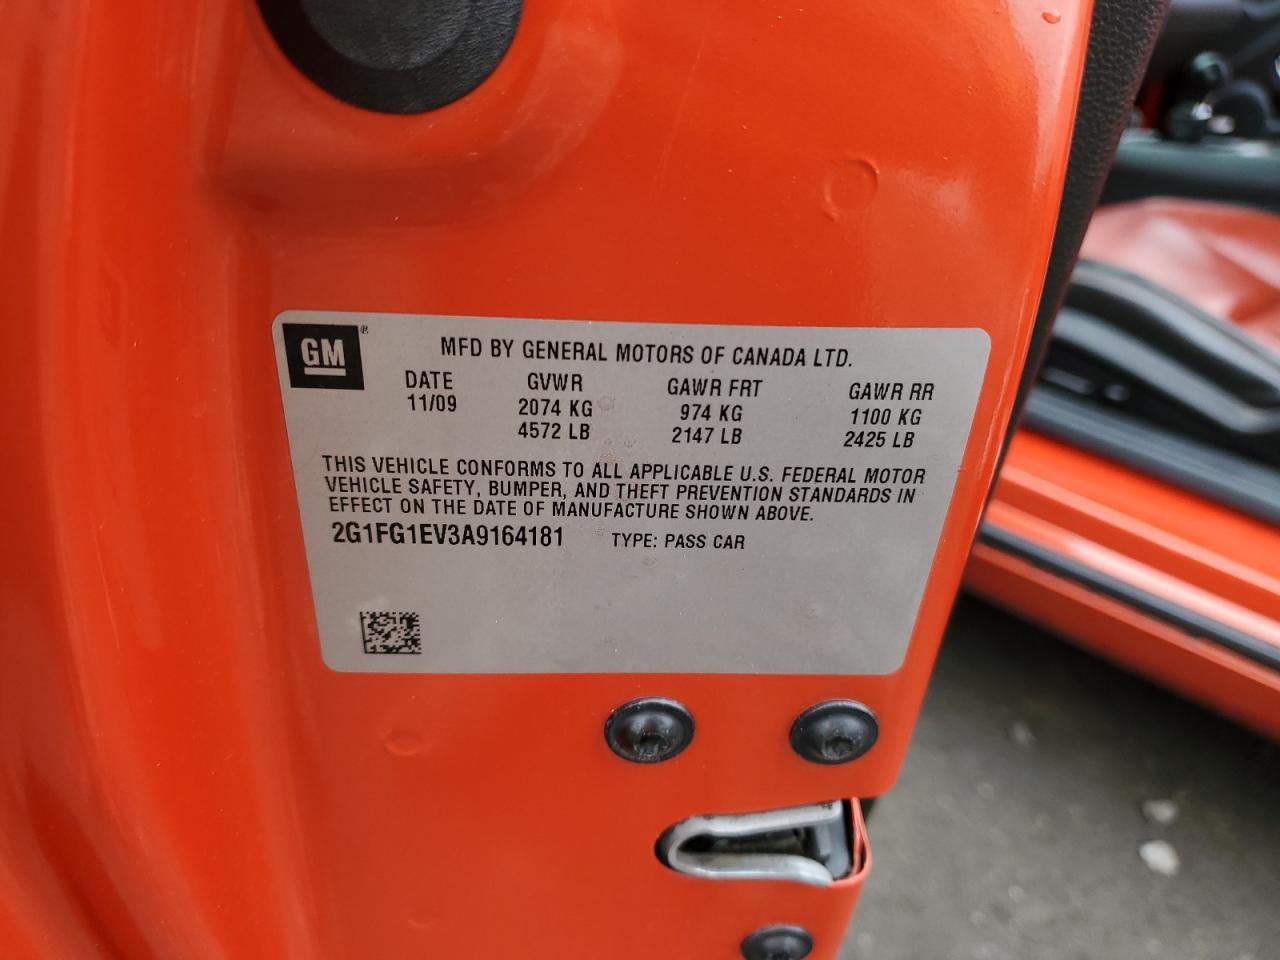 GM ®
MFD BY GENERAL MOTORS OF CANADA LTD.
DATE GVWR GAWR FRT GAWR RR
11/09 2074 KG 974 KG 1100 KG
4572 LB 2147 LB 2425 LB
THIS VEHICLE CONFORMS TO ALL APPLICABLE U.S. FEDERAL MOTOR
VEHICLE SAFETY, BUMPER, AND THEFT PREVENTION STANDARDS IN
EFFECT ON THE DATE OF MANUFACTURE SHOWN ABOVE.
2G1FG1EV3A9164181 TYPE: PASS CAR